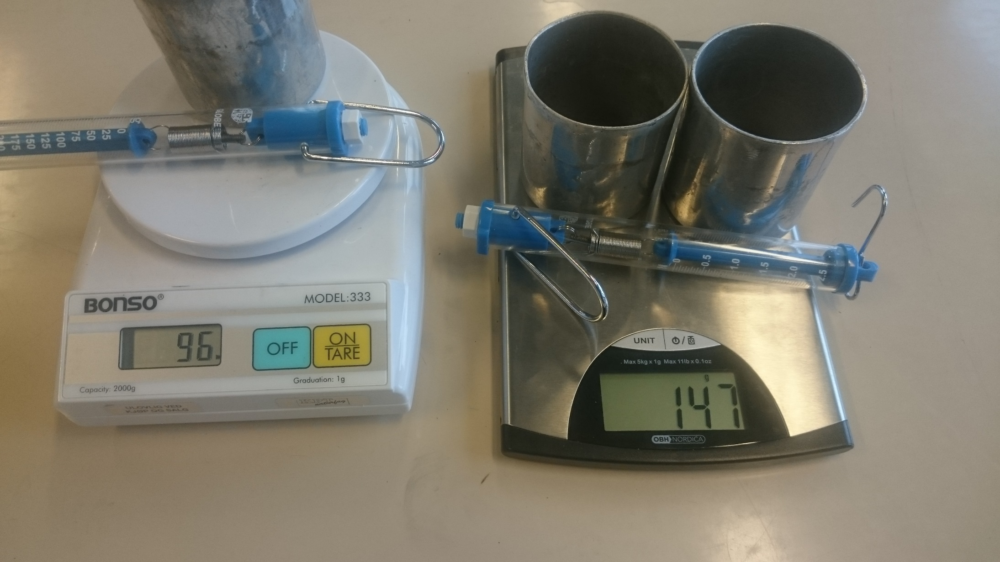 g
0
25
50
75
100
125
150
175
BONSO®
MODEL:333
96.
OFF
ON
TARE
Graduation: 1g
Capacity: 2000g
ULOVLIG VED
KJØP OG SALG
N
0
0.5
1.0
1.5
2.0
2.5
UNIT
Max 5kg x 1g Max 11lb x 0.1oz
g
147
OBH NORDICA